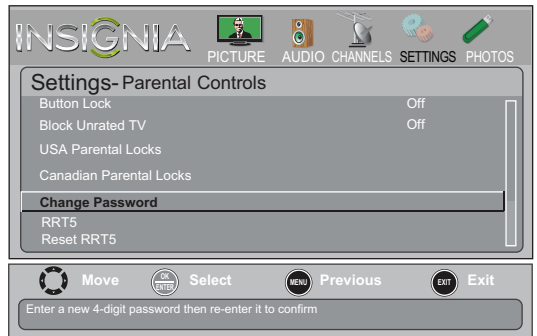 INSIGNIA
PICTURE AUDIO CHANNELS SETTINGS PHOTOS
Settings- Parental Controls
Button Lock Off
Block Unrated TV Off
USA Parental Locks
Canadian Parental Locks
Change Password
RRT5
Reset RRT5
Move OK ENTER Select MENU Previous EXIT Exit
Enter a new 4-digit password then re-enter it to confirm